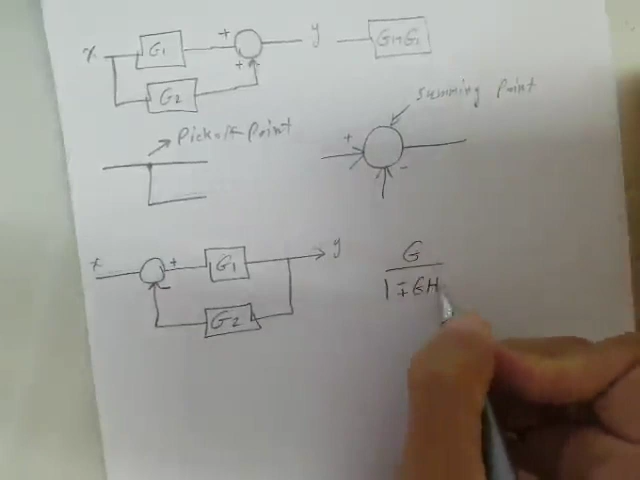 x G1 + y G1+G2
+
G2
Summing Point
Pick off Point
+
-
x + G1 y
-
G2
G
1∓GH